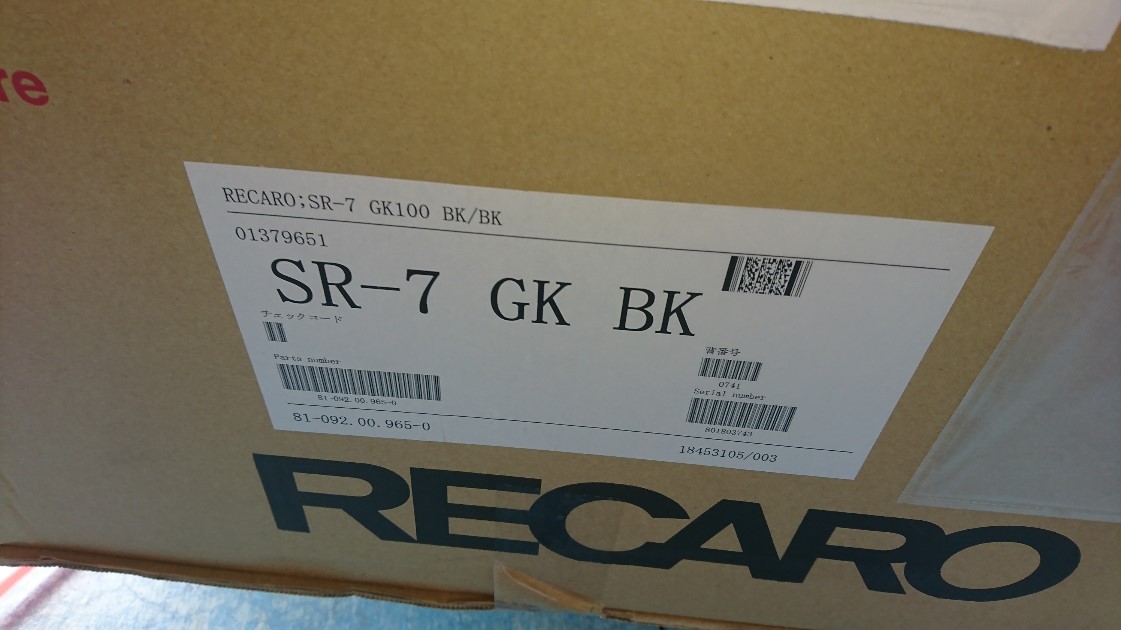 re
RECARO;SR-7 GK100 BK/BK
01379651
SR-7 GK BK
チェックコード
背番号
0741
Parts number
81-092.00.965-0
Serial number
801803743
81-092.00.965-0
18453105/003
RECARO